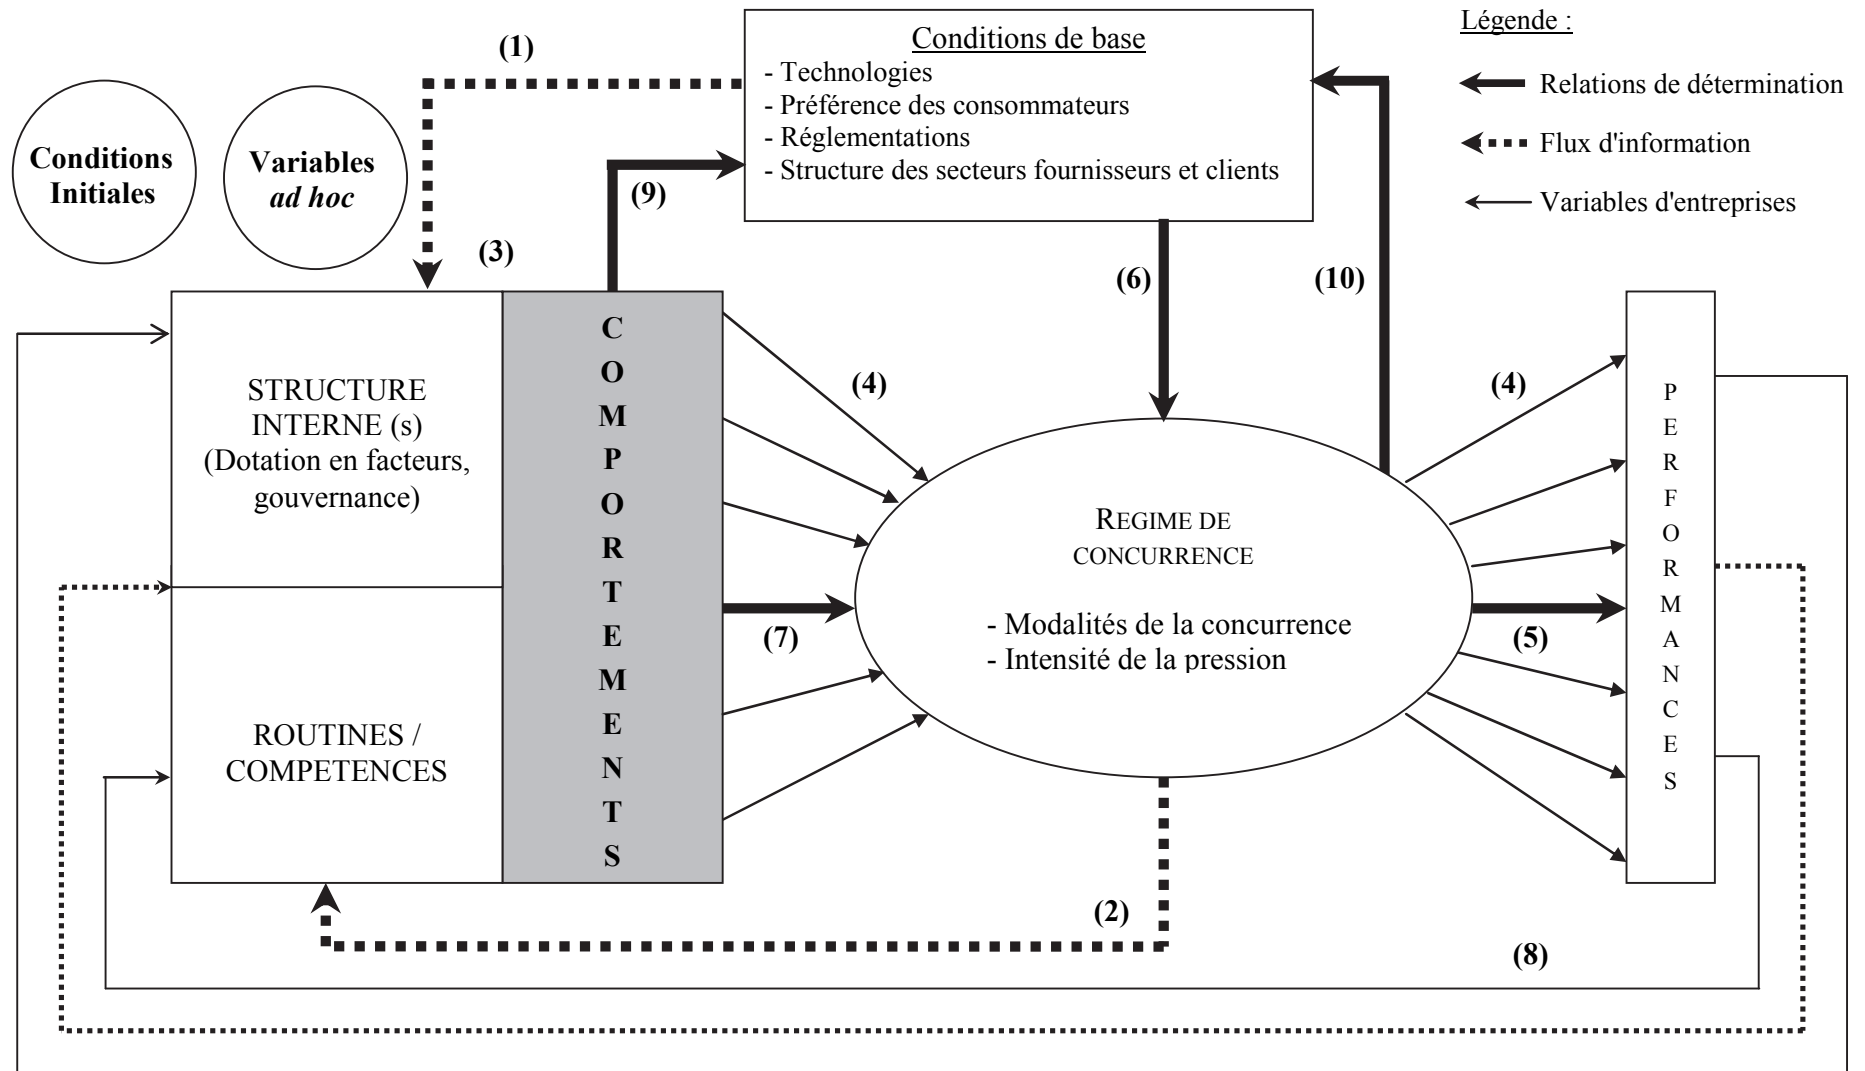 Légende :
Relations de détermination
Flux d'information
Variables d'entreprises
(1)
Conditions de base
- Technologies
- Préférence des consommateurs
- Réglementations
- Structure des secteurs fournisseurs et clients
Conditions
Initiales
Variables
ad hoc
(9)
(3)
(6)
(10)
STRUCTURE
INTERNE (s)
(Dotation en facteurs,
gouvernance)
ROUTINES /
COMPETENCES
COMPORTEMENTS
(4)
(7)
REGIME DE
CONCURRENCE
- Modalités de la concurrence
- Intensité de la pression
(4)
(5)
PERFORMANCES
(2)
(8)